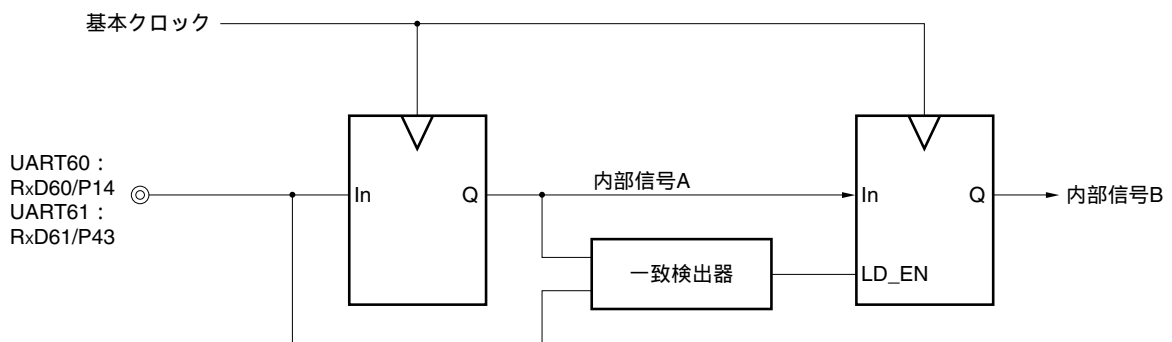 基本クロック
UART60：
RxD60/P14
UART61：
RxD61/P43
In
Q
内部信号A
In
Q
内部信号B
一致検出器
LD_EN